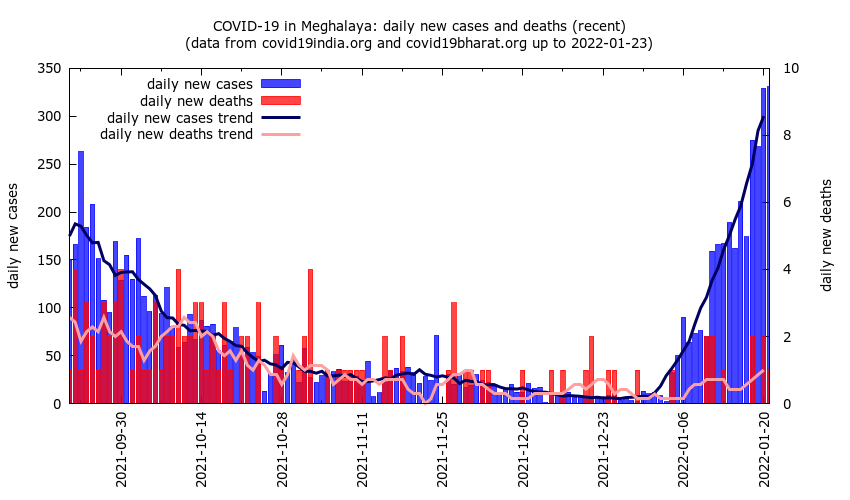 COVID-19 in Meghalaya: daily new cases and deaths (recent)
(data from covid19india.org and covid19bharat.org up to 2022-01-23)
daily new cases
daily new deaths
daily new cases trend
daily new deaths trend
350
300
250
200
150
100
50
0
10
8
6
4
2
0
daily new cases
daily new deaths
2021-09-30
2021-10-14
2021-10-28
2021-11-11
2021-11-25
2021-12-09
2021-12-23
2022-01-06
2022-01-20